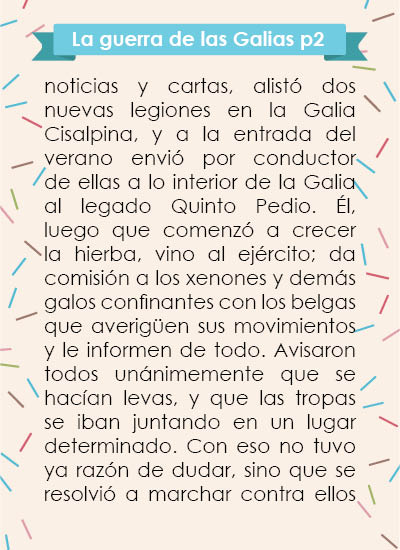 La guerra de las Galias p2
noticias y cartas, alistó dos
nuevas legiones en la Galia
Cisalpina, y a la entrada del
verano envió por conductor
de ellas a lo interior de la Galia
al legado Quinto Pedio. Él,
luego que comenzó a crecer
la hierba, vino al ejército; da
comisión a los xenones y demás
galos confinantes con los belgas
que averigüen sus movimientos
y le informen de todo. Avisaron
todos unánimemente que se
hacían levas, y que las tropas
se iban juntando en un lugar
determinado. Con eso no tuvo
ya razón de dudar, sino que se
resolvió a marchar contra ellos